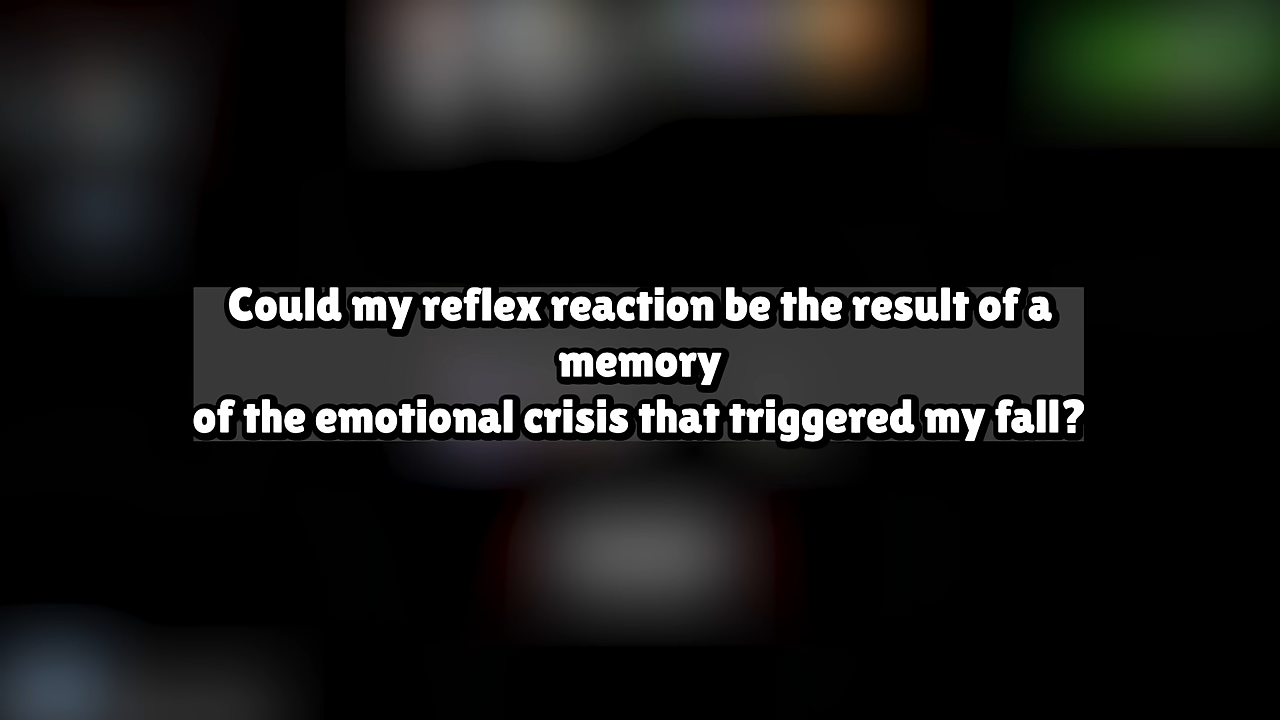 Could my reflex reaction be the result of a
memory
of the emotional crisis that triggered my fall?